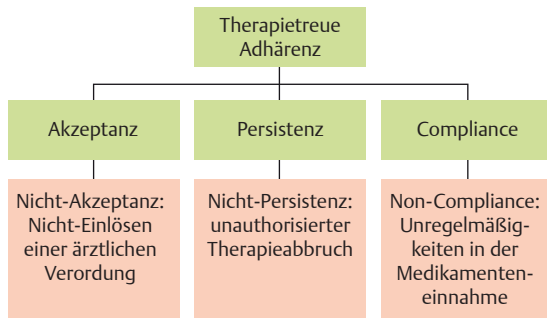 Therapietreue
Adhärenz
Akzeptanz
Persistenz
Compliance
Nicht-Akzeptanz:
Nicht-Einlösen
einer ärztlichen
Verordung
Nicht-Persistenz:
unauthorisierter
Therapieabbruch
Non-Compliance:
Unregelmäßig-
keiten in der
Medikamenten-
einnahme